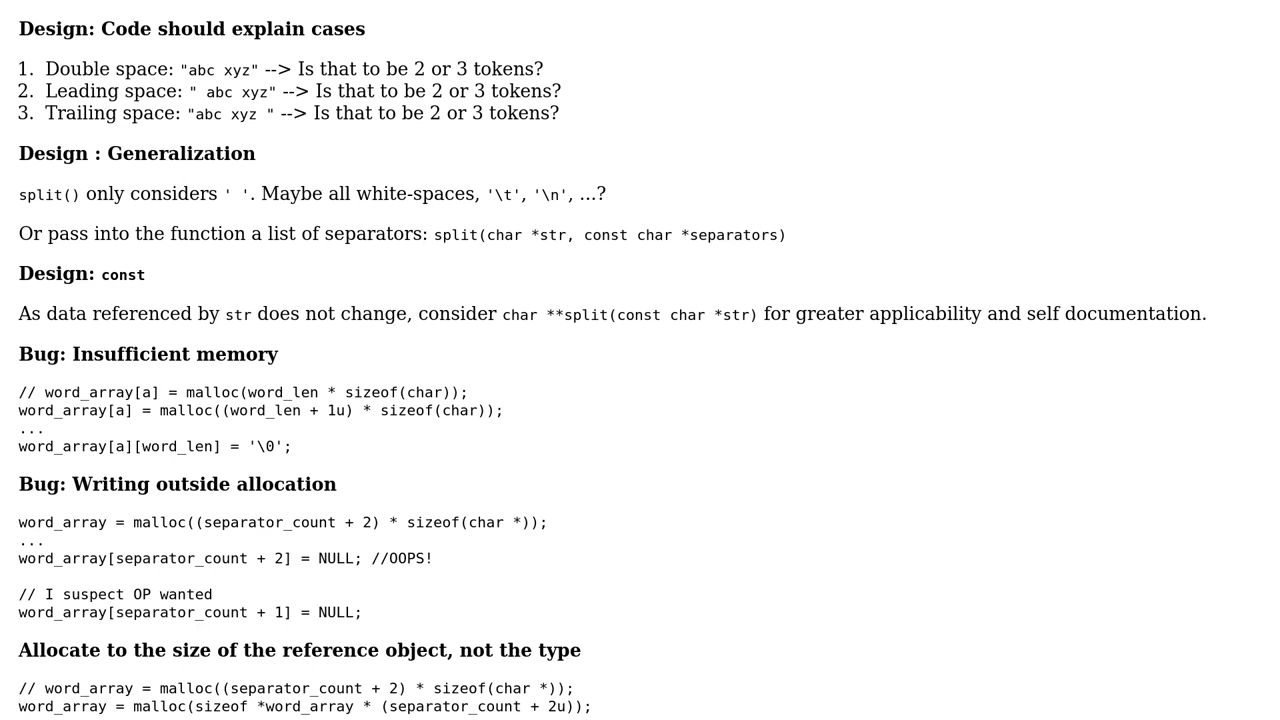 Design: Code should explain cases
1. Double space: "abc xyz" --> Is that to be 2 or 3 tokens?
2. Leading space: " abc xyz" --> Is that to be 2 or 3 tokens?
3. Trailing space: "abc xyz " --> Is that to be 2 or 3 tokens?
Design : Generalization
split() only considers ' '. Maybe all white-spaces, '\t', '\n', ...?
Or pass into the function a list of separators: split(char *str, const char *separators)
Design: const
As data referenced by str does not change, consider char **split(const char *str) for greater applicability and self documentation.
Bug: Insufficient memory
// word_array[a] = malloc(word_len * sizeof(char));
word_array[a] = malloc((word_len + 1u) * sizeof(char));
...
word_array[a][word_len] = '\0';
Bug: Writing outside allocation
word_array = malloc((separator_count + 2) * sizeof(char *));
...
word_array[separator_count + 2] = NULL; //OOPS!
// I suspect OP wanted
word_array[separator_count + 1] = NULL;
Allocate to the size of the reference object, not the type
// word_array = malloc((separator_count + 2) * sizeof(char *));
word_array = malloc(sizeof *word_array * (separator_count + 2u));